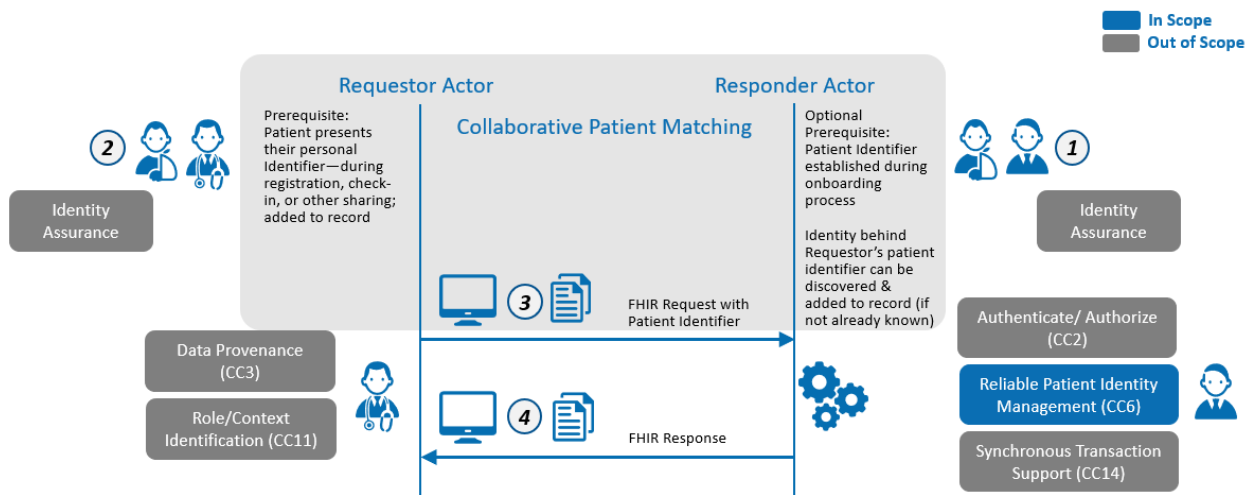 In Scope
Out of Scope
Requestor Actor
Responder Actor
Prerequisite:
Patient presents
their personal
Identifier—during
registration, check-
in, or other sharing;
added to record
Collaborative Patient Matching
Optional
Prerequisite:
Patient Identifier
established during
onboarding
process
Identity behind
Requestor's patient
identifier can be
discovered &
added to record (if
not already known)
2
1
Identity
Assurance
Identity
Assurance
3
FHIR Request with
Patient Identifier
Data Provenance
(CC3)
Role/Context
Identification (CC11)
Authenticate/ Authorize
(CC2)
Reliable Patient Identity
Management (CC6)
Synchronous Transaction
Support (CC14)
4
FHIR Response